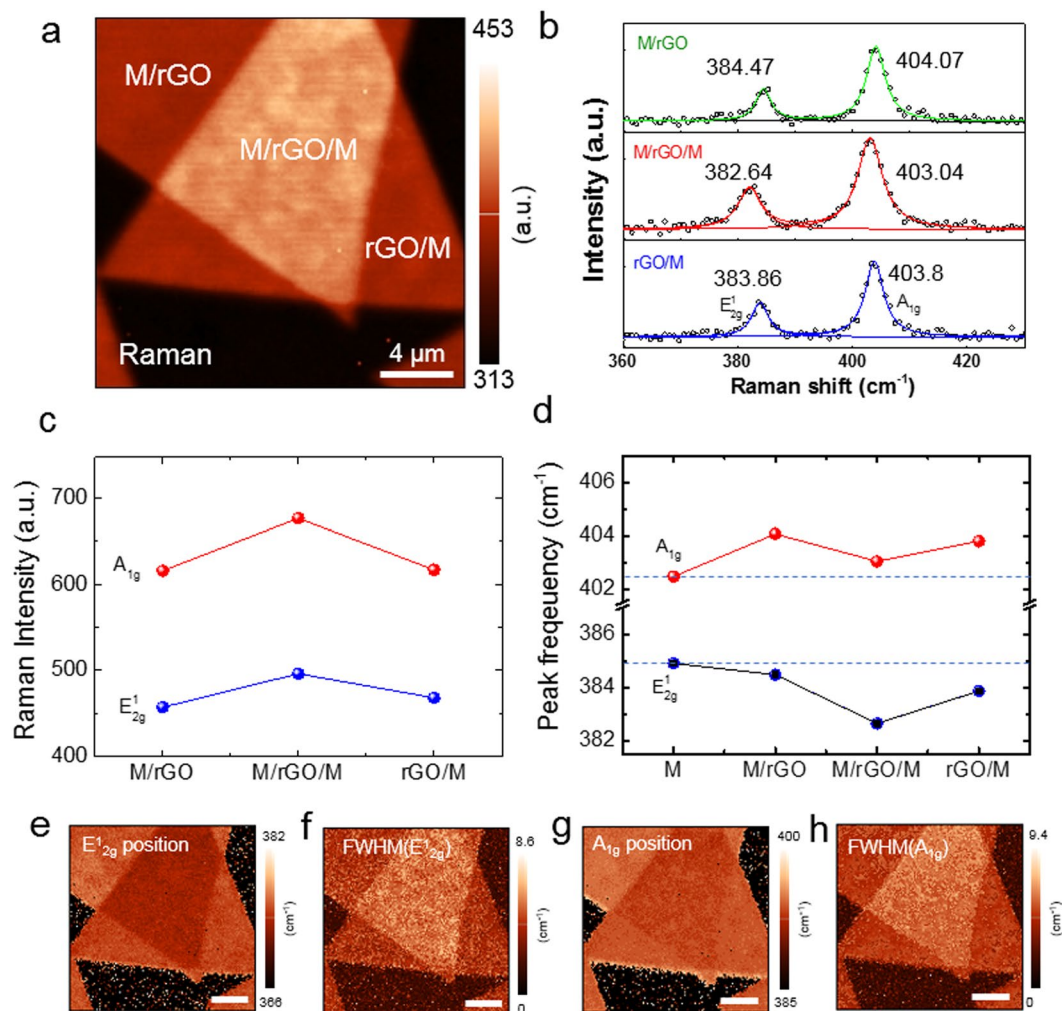 a
453
M/rGO
M/rGO/M
rGO/M
Raman
4 μm
313
(a.u.)
b
M/rGO
384.47
404.07
M/rGO/M
382.64
403.04
rGO/M
383.86
403.8
E¹₂g
A₁g
Intensity (a.u.)
360
380
400
420
Raman shift (cm⁻¹)
c
700
600
500
400
Raman Intensity (a.u.)
A₁g
E¹₂g
M/rGO
M/rGO/M
rGO/M
d
406
404
402
386
384
382
Peak freqeuency (cm⁻¹)
A₁g
E¹₂g
M
M/rGO
M/rGO/M
rGO/M
e
E¹₂g position
382
(cm⁻¹)
366
f
FWHM(E¹₂g)
8.6
(cm⁻¹)
0
g
A₁g position
400
(cm⁻¹)
385
h
FWHM(A₁g)
9.4
(cm⁻¹)
0